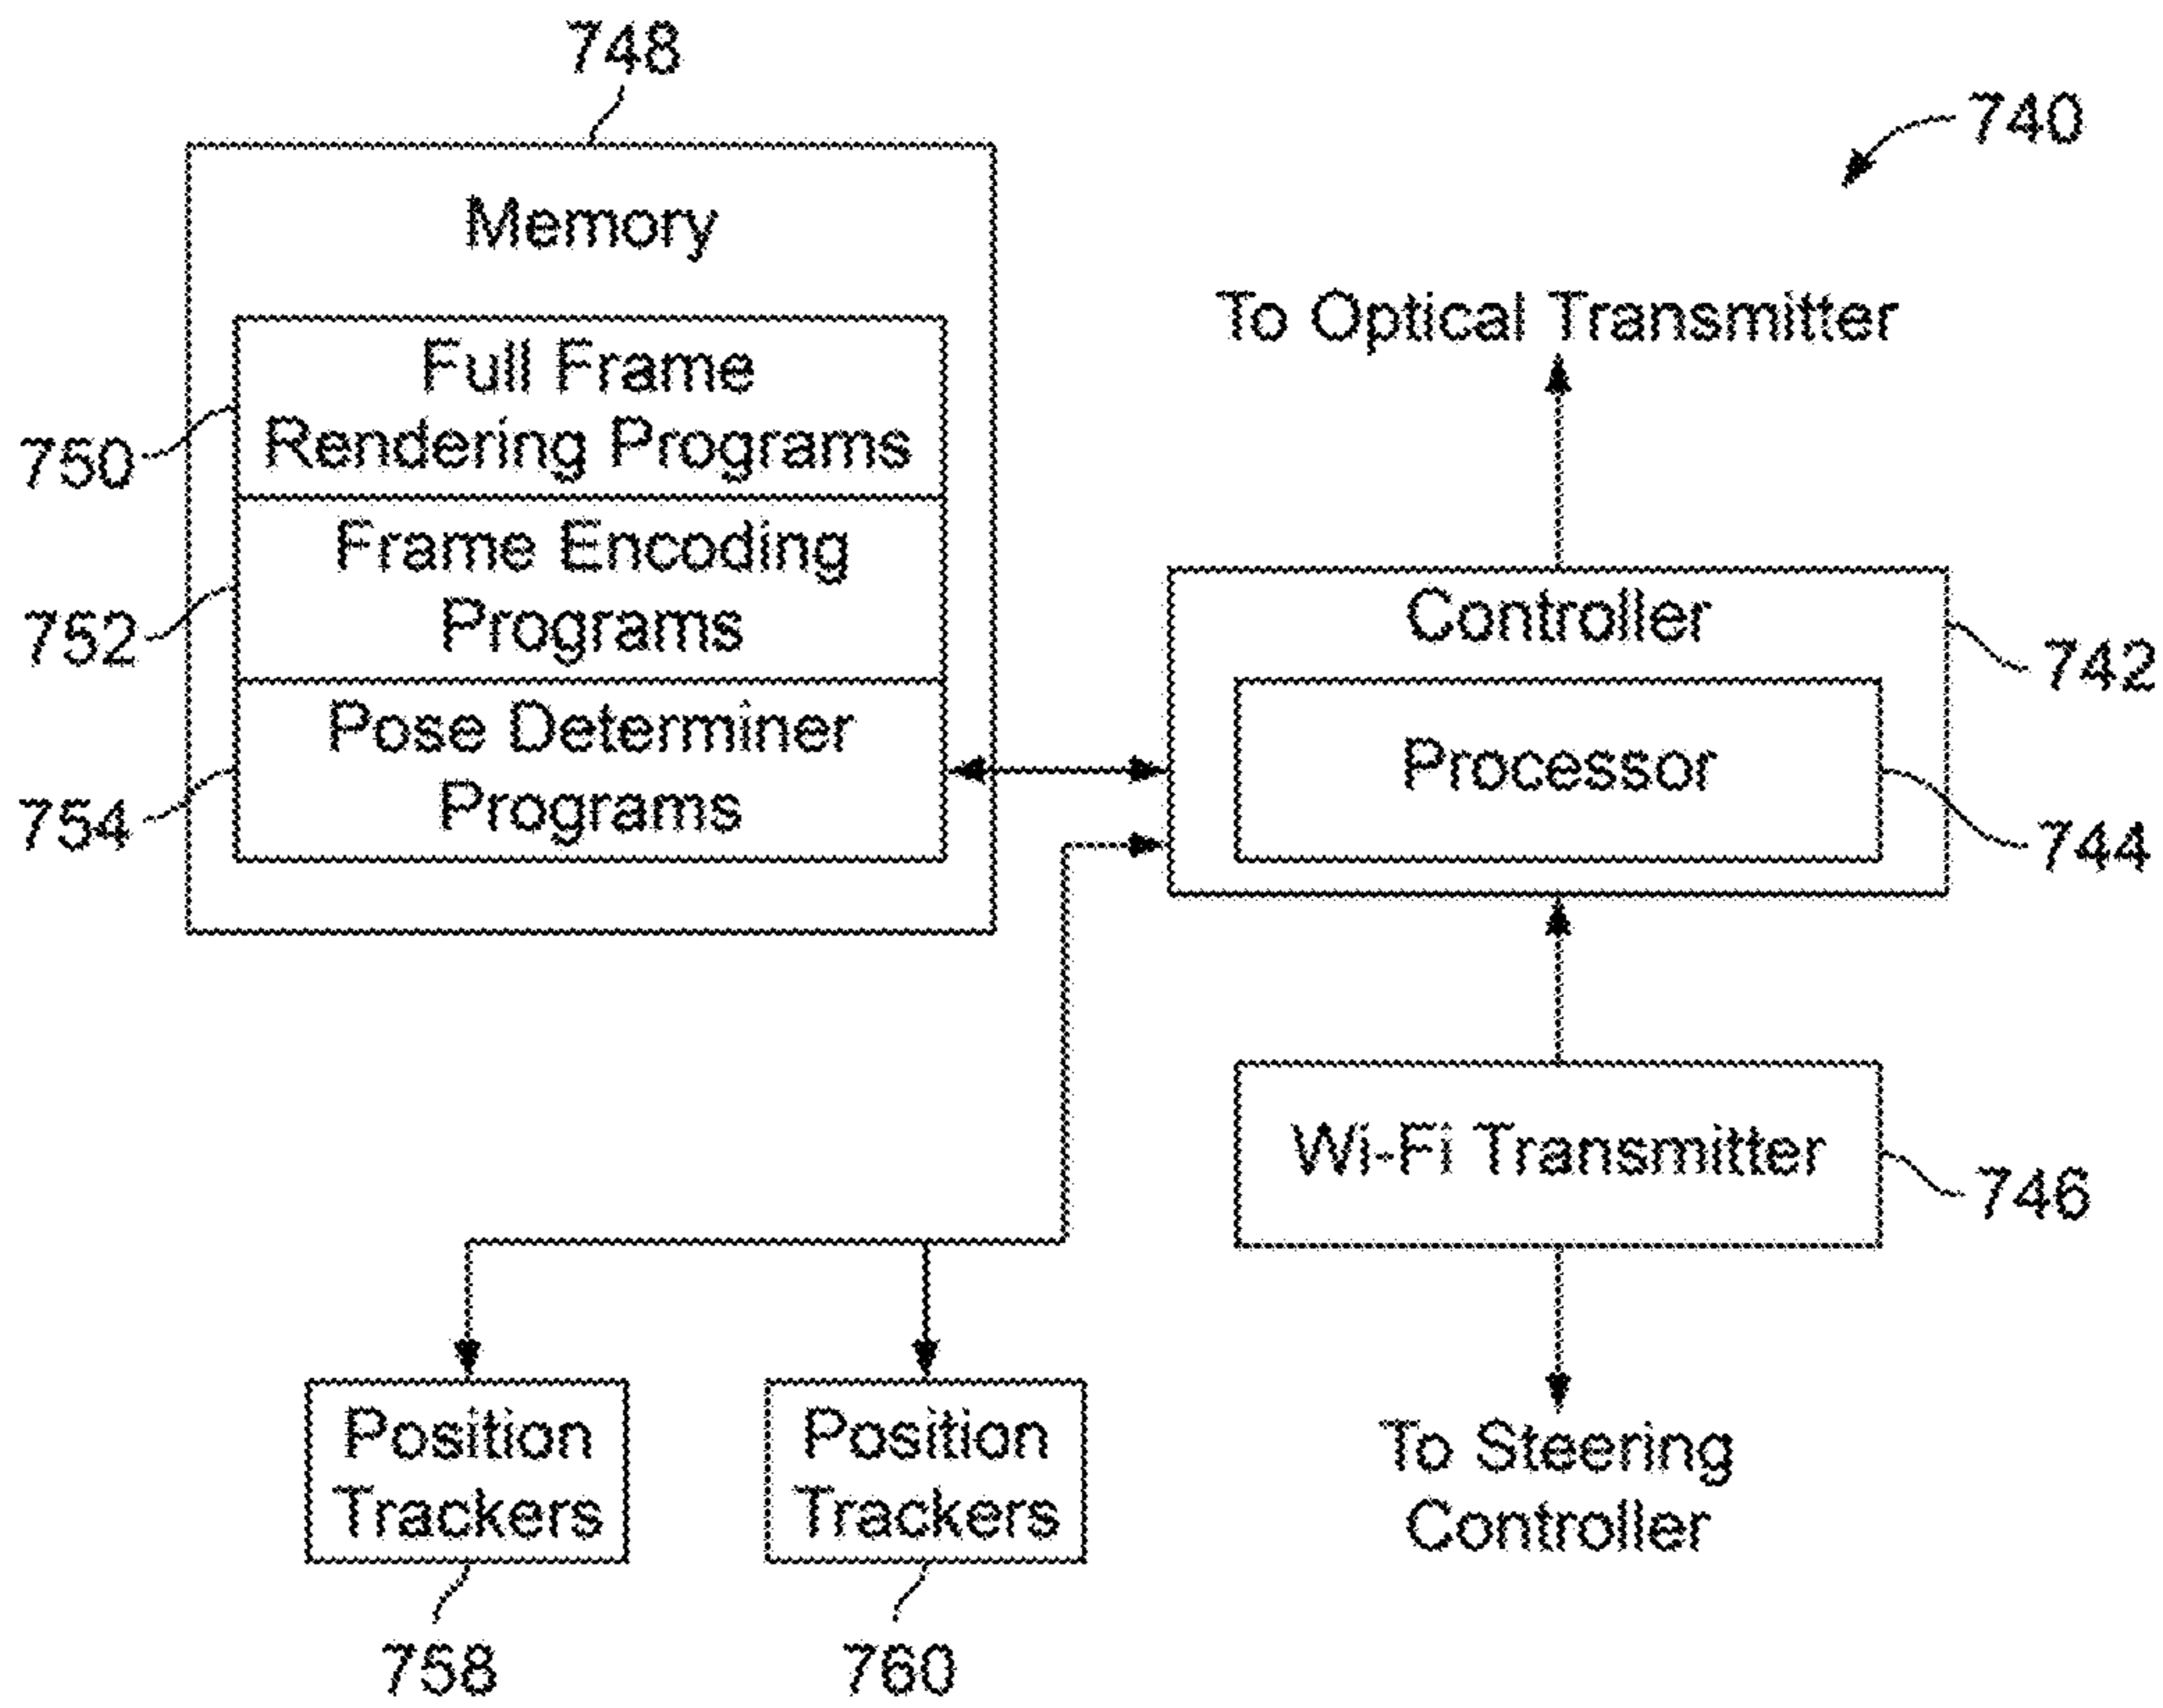 748
740
Memory
To Optical Transmitter
Full Frame
Rendering Programs
750
Frame Encoding
Programs
752
Controller
742
Pose Determiner
Programs
754
Processor
744
Wi-Fi Transmitter
746
Position
Trackers
Position
Trackers
To Steering
Controller
758
760